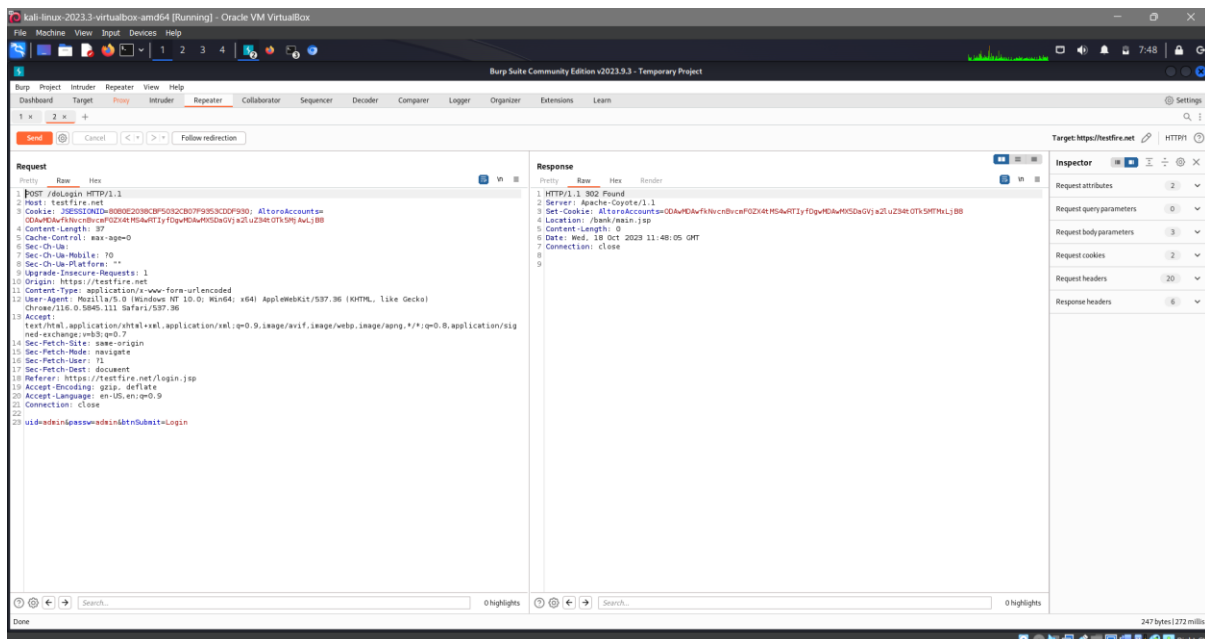 kali-linux-2023.3-virtualbox-amd64 [Running] - Oracle VM VirtualBox
File Machine View Input Devices Help
1 2 3 4
7:48
Burp Suite Community Edition v2023.9.3 - Temporary Project
Burp Project Intruder Repeater View Help
Dashboard Target Proxy Intruder Repeater Collaborator Sequencer Decoder Comparer Logger Organizer Extensions Learn
Settings
1 × 2 × +
Send Cancel < > Follow redirection
Target: https://testfire.net HTTP/1
Request
Pretty Raw Hex
1 POST /doLogin HTTP/1.1
2 Host: testfire.net
3 Cookie: JSESSIONID= AltoroAccounts=
4 Content-Length: 37
5 Cache-Control: max-age=0
6 Sec-Ch-Ua:
7 Sec-Ch-Ua-Mobile: ?0
8 Sec-Ch-Ua-Platform: ""
9 Upgrade-Insecure-Requests: 1
10 Origin: https://testfire.net
11 Content-Type: application/x-www-form-urlencoded
12 User-Agent: Mozilla/5.0 (Windows NT 10.0; Win64; x64) AppleWebKit/537.36 (KHTML, like Gecko)
Chrome/116.0.5845.111 Safari/537.36
13 Accept:
text/html,application/xhtml+xml,application/xml;q=0.9,image/avif,image/webp,image/apng,*/*;q=0.8,application/sig
ned-exchange;v=b3;q=0.7
14 Sec-Fetch-Site: same-origin
15 Sec-Fetch-Mode: navigate
16 Sec-Fetch-User: ?1
17 Sec-Fetch-Dest: document
18 Referer: https://testfire.net/login.jsp
19 Accept-Encoding: gzip, deflate
20 Accept-Language: en-US,en;q=0.9
21 Connection: close
22
23 uid=admin&passw=admin&btnSubmit=Login
Response
Pretty Raw Hex Render
1 HTTP/1.1 302 Found
2 Server: Apache-Coyote/1.1
3 Set-Cookie: AltoroAccounts=
4 Location: /bank/main.jsp
5 Content-Length: 0
6 Date: Wed, 18 Oct 2023 11:48:05 GMT
7 Connection: close
8
9
Inspector
Request attributes 2
Request query parameters 0
Request body parameters 3
Request cookies 2
Request headers 20
Response headers 6
Search... 0 highlights
Search... 0 highlights
Done
247 bytes | 272 millis